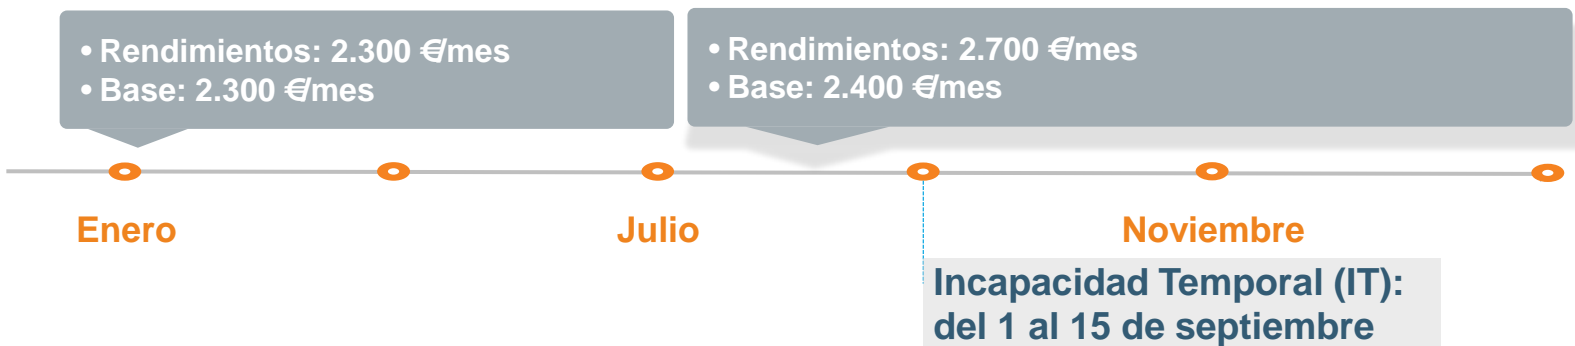 • Rendimientos: 2.300 €/mes
• Base: 2.300 €/mes
• Rendimientos: 2.700 €/mes
• Base: 2.400 €/mes
Enero
Julio
Noviembre
Incapacidad Temporal (IT):
del 1 al 15 de septiembre